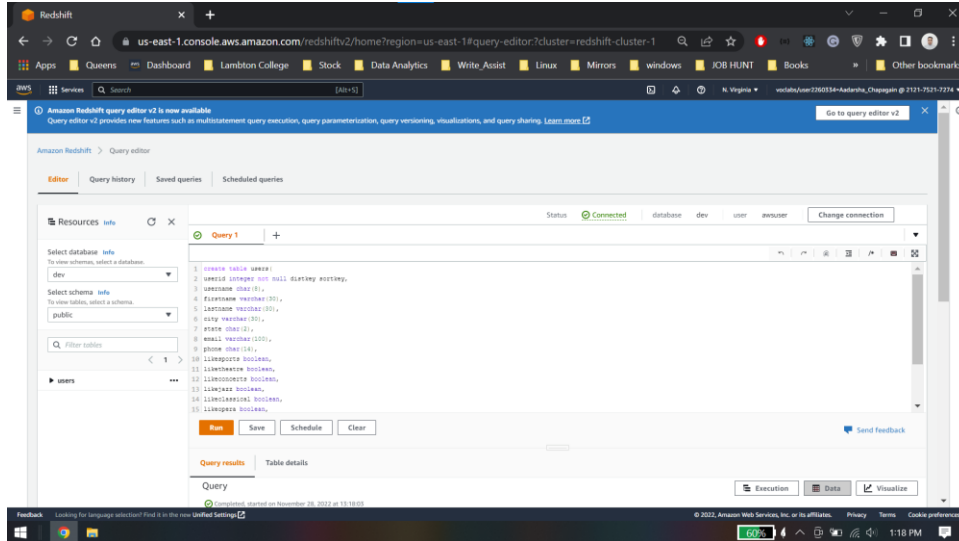 Redshift
us-east-1.console.aws.amazon.com/redshiftv2/home?region=us-east-1#query-editor:?cluster=redshift-cluster-1
Apps Queens Dashboard Lambton College Stock Data Analytics Write_Assist Linux Mirrors windows JOB HUNT Books » Other bookmark
aws Services Search [Alt+S] N. Virginia voclabs/user2260334=Aadarsha_Chapagain @ 2121-7521-7274
Amazon Redshift query editor v2 is now available
Query editor v2 provides new features such as multistatement query execution, query parameterization, query versioning, visualizations, and query sharing. Learn more
Go to query editor v2
Amazon Redshift > Query editor
Editor Query history Saved queries Scheduled queries
Resources Info
Status Connected database dev user awsuser Change connection
Query 1 +
Select database Info
To view schemas, select a database.
dev
Select schema Info
To view tables, select a schema.
public
Filter tables
< 1 >
users
1 create table users(
2 userid integer not null distkey sortkey,
3 username char(8),
4 firstname varchar(30),
5 lastname varchar(30),
6 city varchar(30),
7 state char(2),
8 email varchar(100),
9 phone char(14),
10 likesports boolean,
11 liketheatre boolean,
12 likeconcerts boolean,
13 likejazz boolean,
14 likeclassical boolean,
15 likeopera boolean,
Run Save Schedule Clear
Send feedback
Query results Table details
Query
Execution Data Visualize
Completed, started on November 28, 2022 at 13:18:05
Feedback Looking for language selection? Find it in the new Unified Settings © 2022, Amazon Web Services, Inc. or its affiliates. Privacy Terms Cookie preferences
60% 1:18 PM